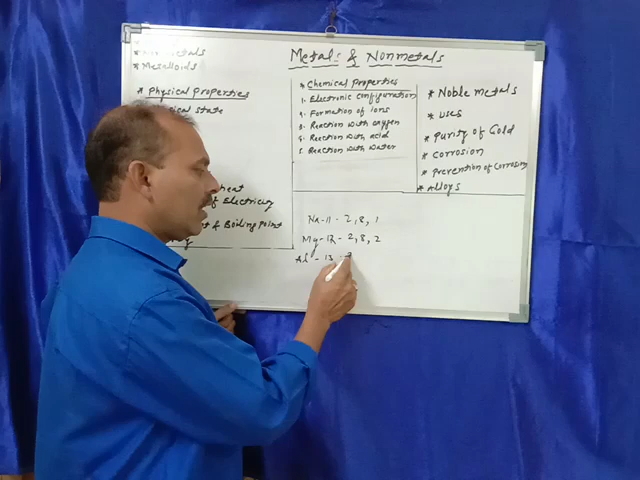 Metals & Nonmetals
* Metalloids
* Physical Properties
state
heat
of Electricity
& Boiling Point
* Chemical Properties
1. Electronic Configuration
2. Formation of ions
3. Reaction with oxygen
4. Reaction with acid
5. Reaction with water
* Noble Metals
* Uses
* Purity of Gold
* Corrosion
* Prevention of Corrosion
* Alloys
Na - 11 - 2, 8, 1
Mg - 12 - 2, 8, 2
Al - 13 -